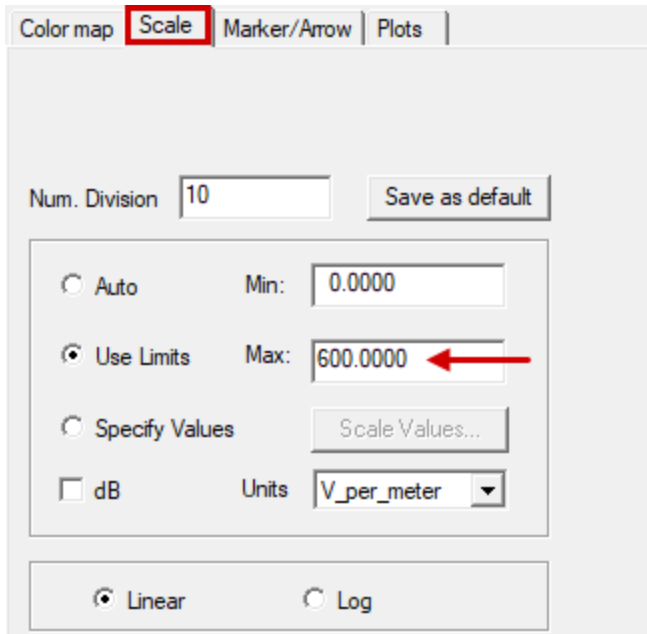 Color map Scale Marker/Arrow Plots
Num. Division 10 Save as default
Auto Min: 0.0000
Use Limits Max: 600.0000
Specify Values Scale Values...
dB Units V_per_meter
Linear Log